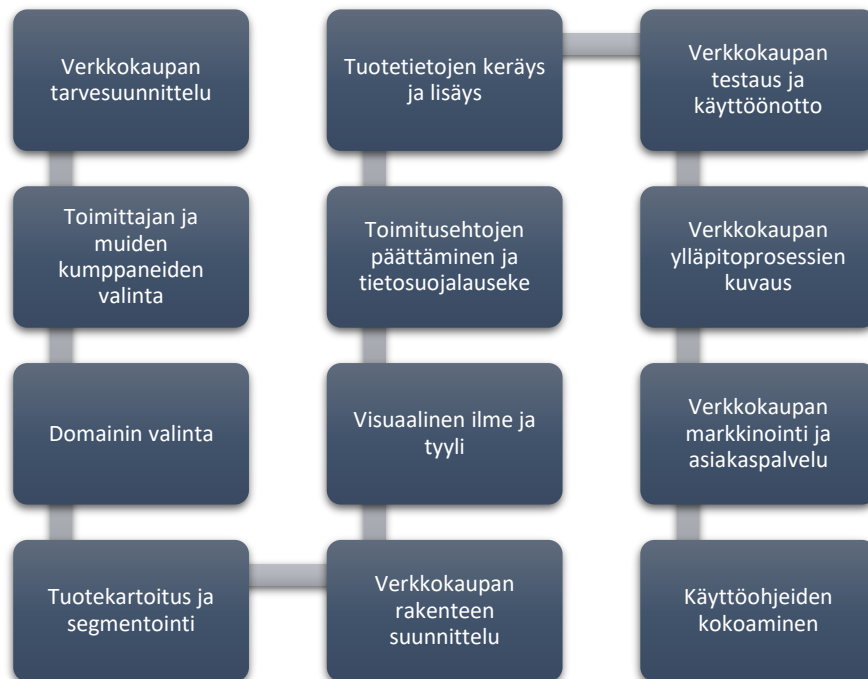 Verkkokaupan
tarvesuunnittelu
Toimittajan ja
muiden
kumppaneiden
valinta
Domainin valinta
Tuotekartoitus ja
segmentointi
Verkkokaupan
rakenteen
suunnittelu
Visuaalinen ilme ja
tyyli
Toimitusehtojen
päättäminen ja
tietosuojalauseke
Tuotetietojen keräys
ja lisäys
Verkkokaupan
testaus ja
käyttöönotto
Verkkokaupan
ylläpitoprosessien
kuvaus
Verkkokaupan
markkinointi ja
asiakaspalvelu
Käyttöohjeiden
kokoaminen